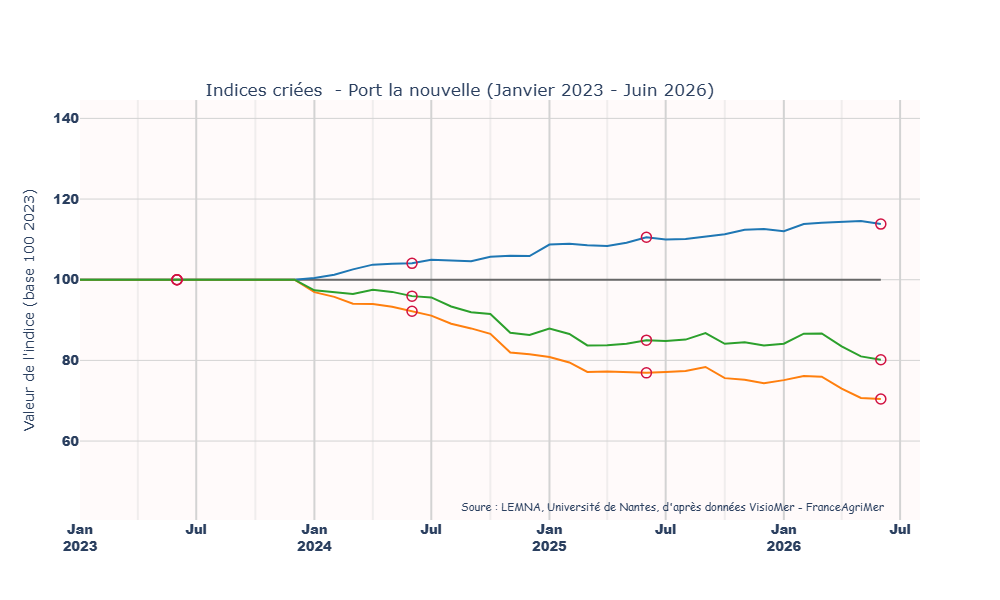 Indices criées  - Port la nouvelle (Janvier 2023 - Juin 2026)
Valeur de l'indice (base 100 2023)
140
120
100
80
60
Soure : LEMNA, Université de Nantes, d'après données VisioMer - FranceAgriMer
Jan Jul Jan Jul Jan Jul Jan Jul
2023 2024 2025 2026